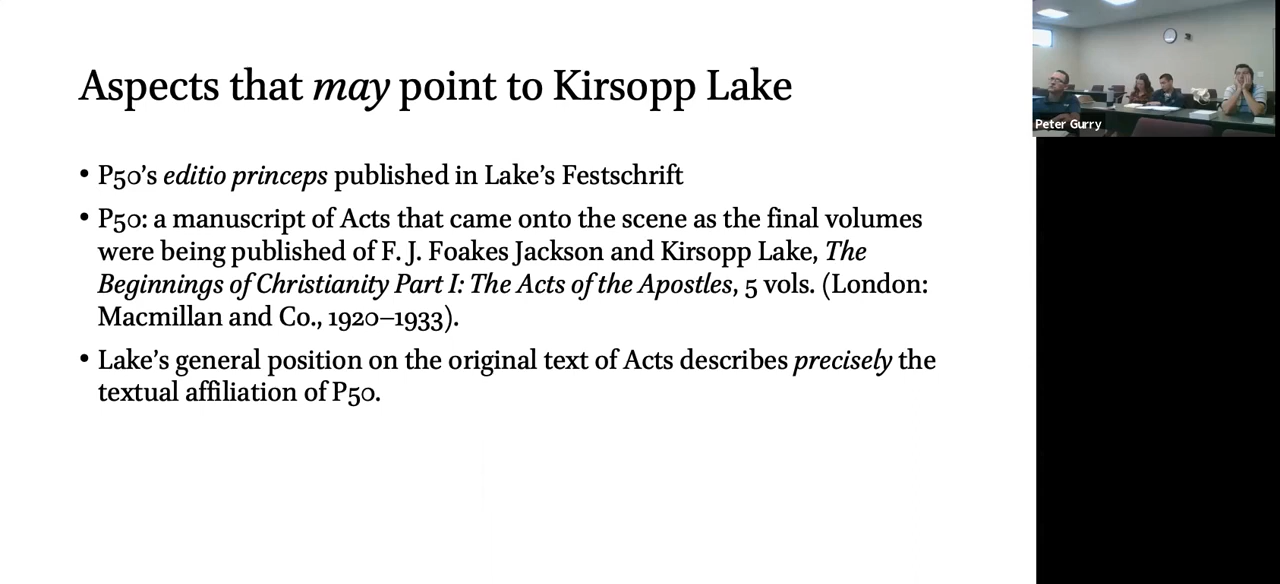 Aspects that may point to Kirsopp Lake
• P50’s editio princeps published in Lake’s Festschrift
• P50: a manuscript of Acts that came onto the scene as the final volumes
were being published of F. J. Foakes Jackson and Kirsopp Lake, The
Beginnings of Christianity Part I: The Acts of the Apostles, 5 vols. (London:
Macmillan and Co., 1920–1933).
• Lake’s general position on the original text of Acts describes precisely the
textual affiliation of P50.
Peter Gurry